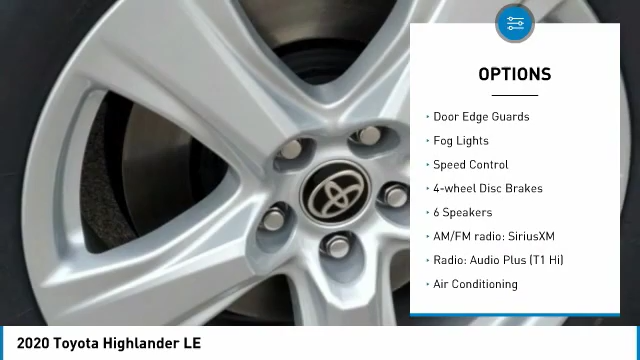 OPTIONS
Door Edge Guards
Fog Lights
Speed Control
4-wheel Disc Brakes
6 Speakers
AM/FM radio: SiriusXM
Radio: Audio Plus (T1 Hi)
Air Conditioning
2020 Toyota Highlander LE